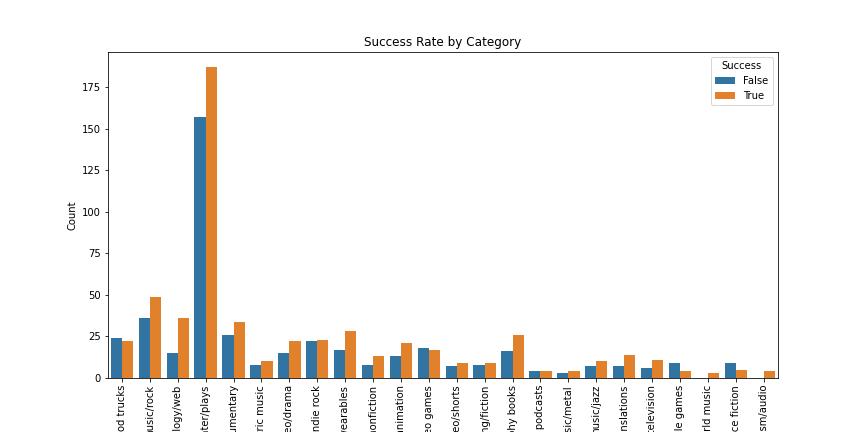 Success Rate by Category
Success
False
True
Count
175
150
125
100
75
50
25
0
od trucks
usic/rock
logy/web
ter/plays
umentary
ric music
eo/drama
ndie rock
earables
onfiction
animation
eo games
eo/shorts
ng/fiction
hy books
podcasts
sic/metal
usic/jazz
nslations
elevision
le games
rld music
ce fiction
sm/audio